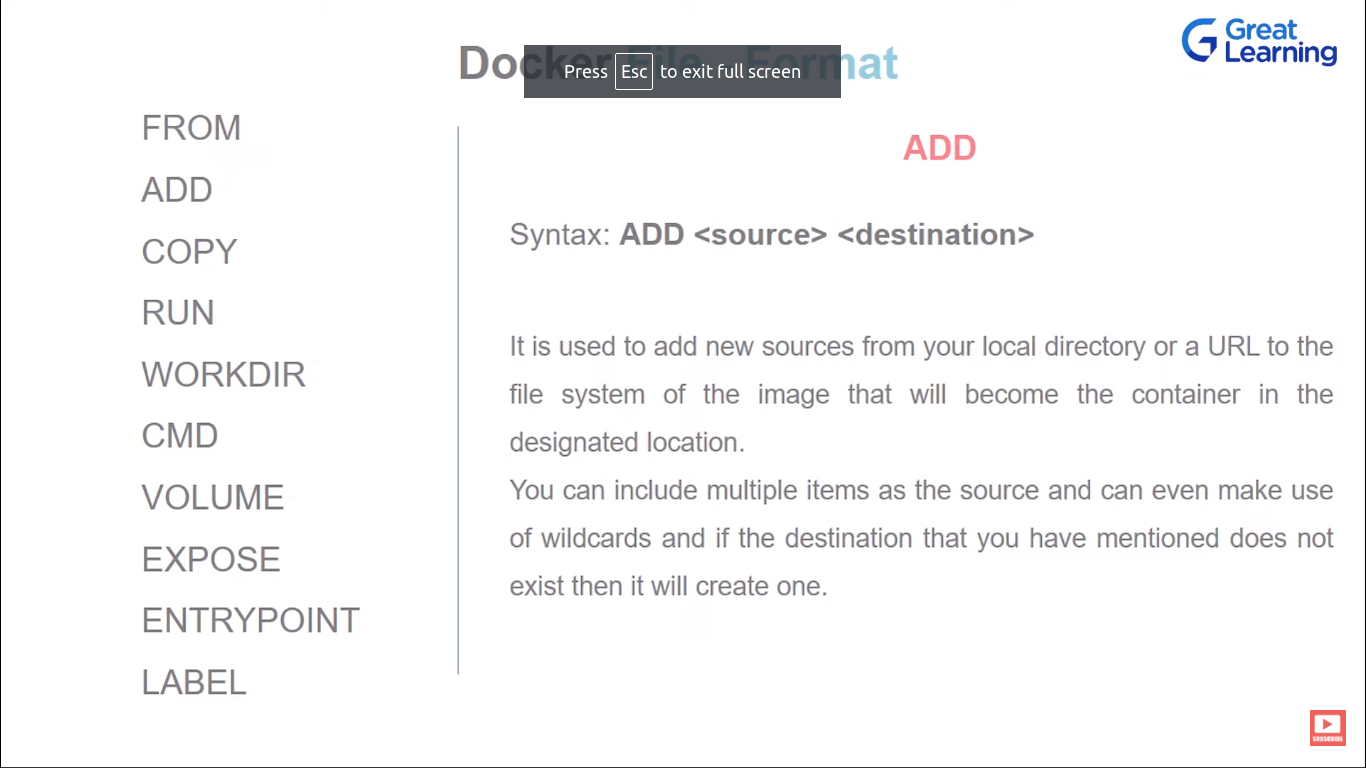 Great
Learning
Docker File - Format
Press Esc to exit full screen
FROM
ADD
COPY
RUN
WORKDIR
CMD
VOLUME
EXPOSE
ENTRYPOINT
LABEL
ADD
Syntax: ADD <source> <destination>
It is used to add new sources from your local directory or a URL to the
file system of the image that will become the container in the
designated location.
You can include multiple items as the source and can even make use
of wildcards and if the destination that you have mentioned does not
exist then it will create one.
SUBSCRIBE